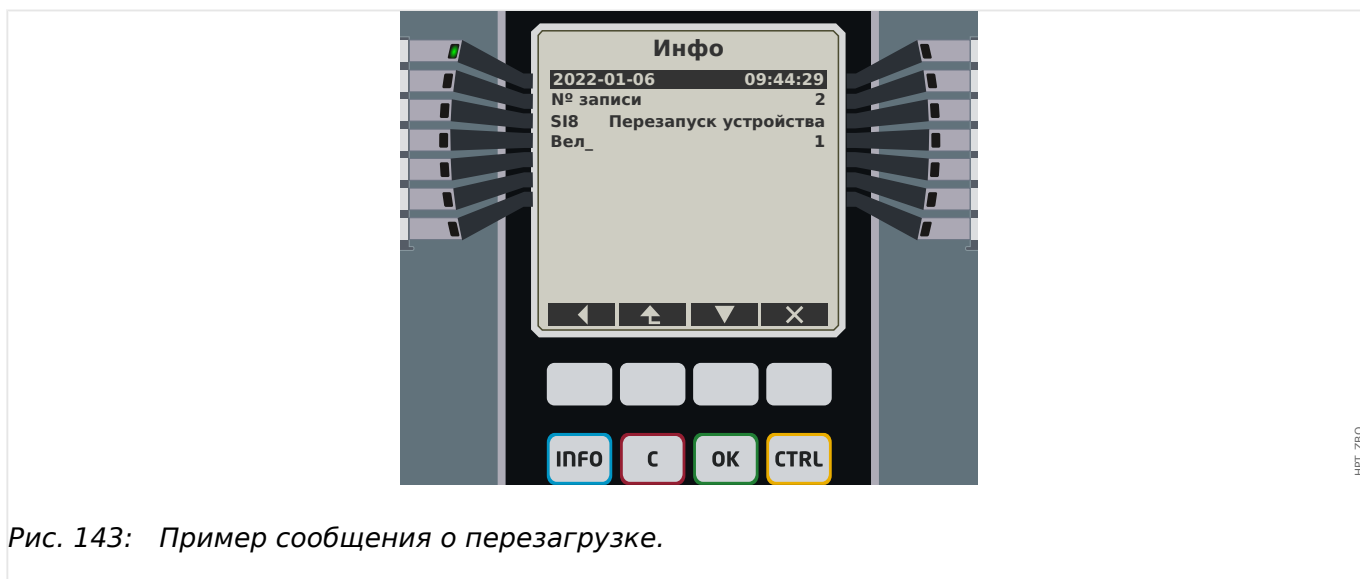 Инфо
2022-01-06 09:44:29
№ записи 2
SI8 Перезапуск устройства
Вел_ 1
INFO C OK CTRL
HPT_ZBO
Рис. 143: Пример сообщения о перезагрузке.